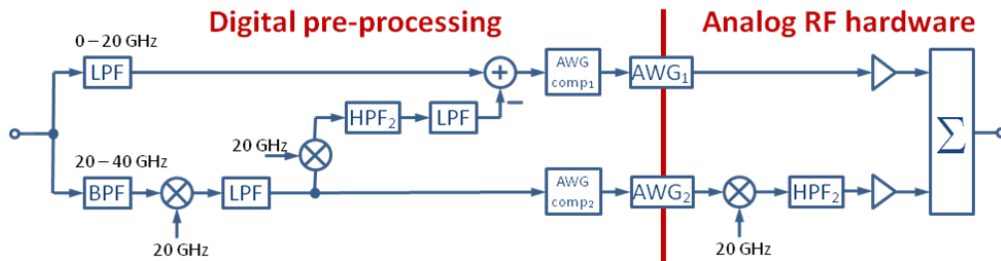 Digital pre-processing
Analog RF hardware
0 – 20 GHz
LPF
+
AWG
comp₁
AWG₁
–
HPF₂
LPF
20 GHz
Σ
20 – 40 GHz
BPF
LPF
AWG
comp₂
AWG₂
HPF₂
20 GHz
20 GHz